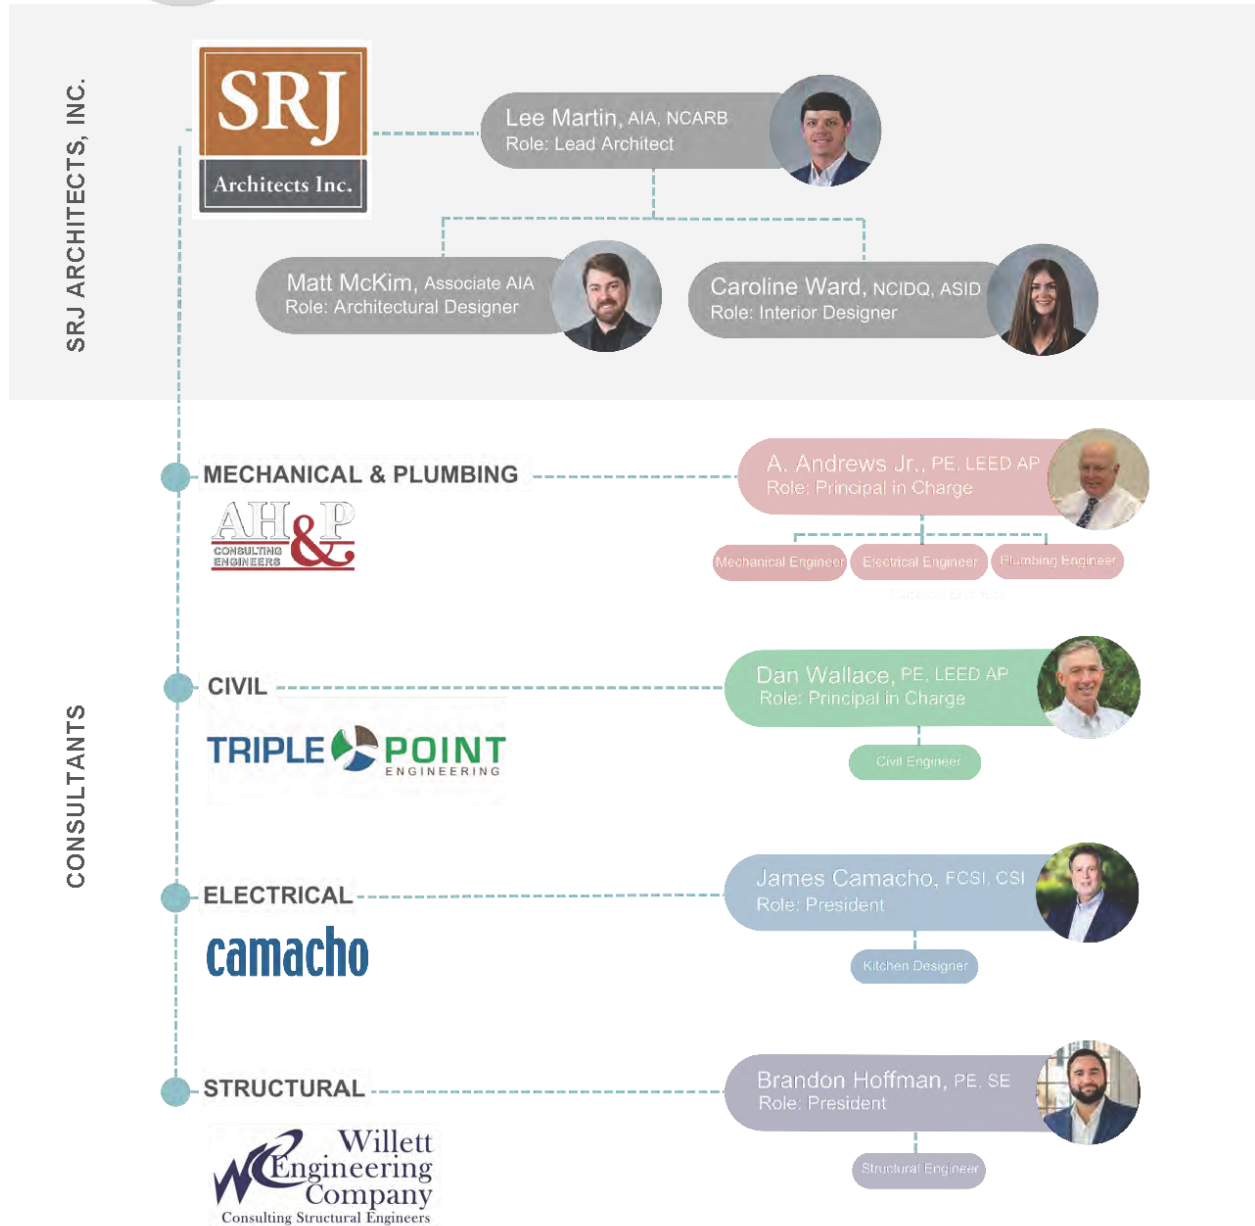 SRJ ARCHITECTS, INC.
SRJ
Architects Inc.
Lee Martin, AIA, NCARB
Role: Lead Architect
Matt McKim, Associate AIA
Role: Architectural Designer
Caroline Ward, NCIDQ, ASID
Role: Interior Designer
CONSULTANTS
MECHANICAL & PLUMBING
AH&P
CONSULTING
ENGINEERS
A. Andrews Jr., PE, LEED AP
Role: Principal in Charge
Mechanical Engineer
Electrical Engineer
Plumbing Engineer
CIVIL
TRIPLE POINT
ENGINEERING
Dan Wallace, PE, LEED AP
Role: Principal in Charge
Civil Engineer
ELECTRICAL
camacho
James Camacho, FCSI, CSI
Role: President
Kitchen Designer
STRUCTURAL
Willett
Engineering
Company
Consulting Structural Engineers
Brandon Hoffman, PE, SE
Role: President
Structural Engineer